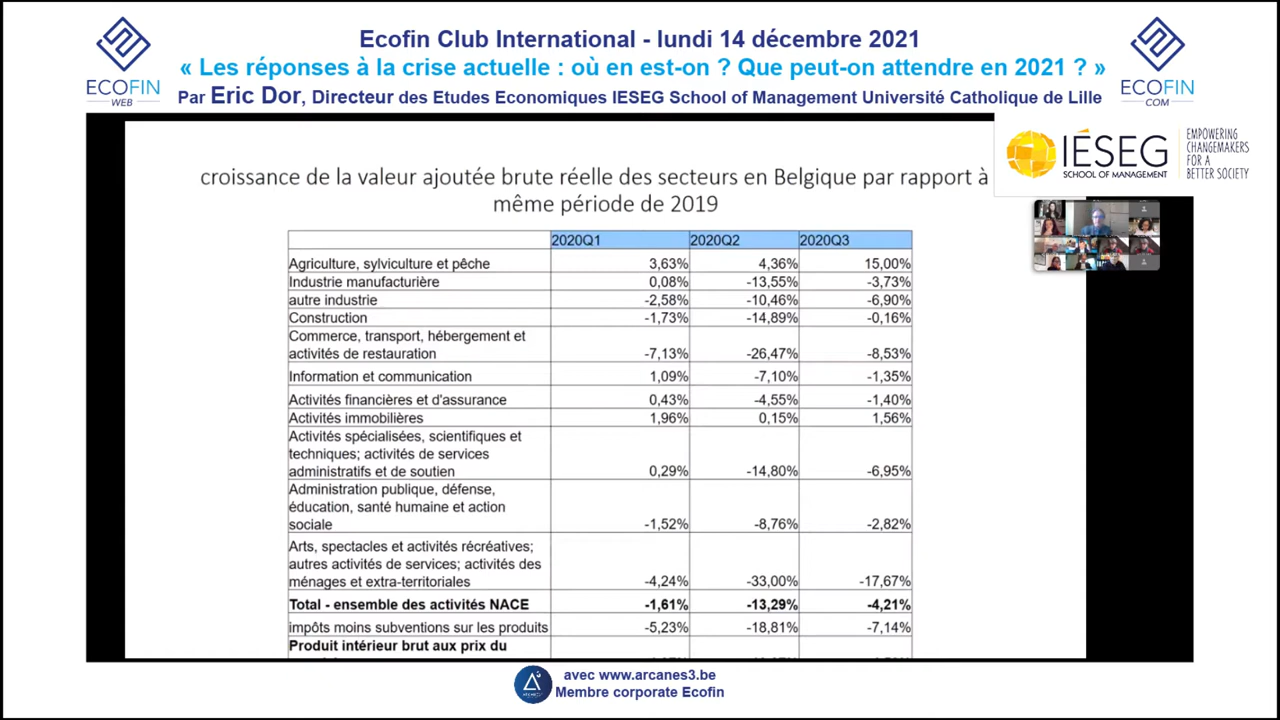 Ecofin Club International - lundi 14 décembre 2021
« Les réponses à la crise actuelle : où en est-on ? Que peut-on attendre en 2021 ? »
Par Eric Dor, Directeur des Etudes Economiques IESEG School of Management Université Catholique de Lille
ECOFIN
WEB
ECOFIN
COM
IÉSEG
SCHOOL OF MANAGEMENT
EMPOWERING
CHANGEMAKERS
FOR A
BETTER SOCIETY
croissance de la valeur ajoutée brute réelle des secteurs en Belgique par rapport à
même période de 2019
2020Q1 2020Q2 2020Q3
Agriculture, sylviculture et pêche 3,63% 4,36% 15,00%
Industrie manufacturière 0,08% -13,55% -3,73%
autre industrie -2,58% -10,46% -6,90%
Construction -1,73% -14,89% -0,16%
Commerce, transport, hébergement et
activités de restauration -7,13% -26,47% -8,53%
Information et communication 1,09% -7,10% -1,35%
Activités financières et d'assurance 0,43% -4,55% -1,40%
Activités immobilières 1,96% 0,15% 1,56%
Activités spécialisées, scientifiques et
techniques; activités de services
administratifs et de soutien 0,29% -14,80% -6,95%
Administration publique, défense,
éducation, santé humaine et action
sociale -1,52% -8,76% -2,82%
Arts, spectacles et activités récréatives;
autres activités de services; activités des
ménages et extra-territoriales -4,24% -33,00% -17,67%
Total - ensemble des activités NACE -1,61% -13,29% -4,21%
impôts moins subventions sur les produits -5,23% -18,81% -7,14%
Produit intérieur brut aux prix du
avec www.arcanes3.be
Membre corporate Ecofin